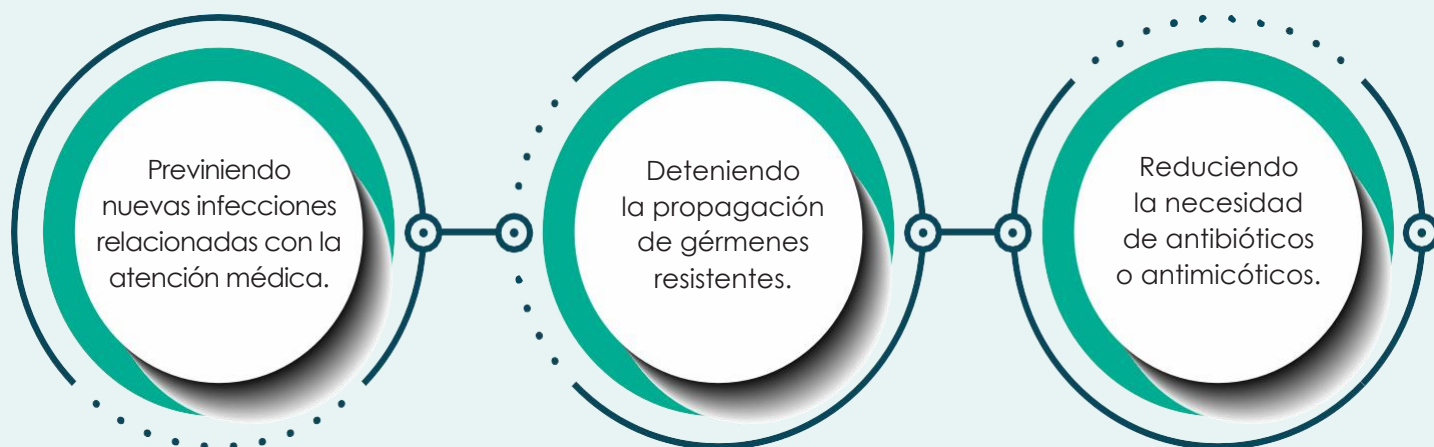 Previniendo
nuevas infecciones
relacionadas con la
atención médica.
Deteniendo
la propagación
de gérmenes
resistentes.
Reduciendo
la necesidad
de antibióticos
o antimicóticos.